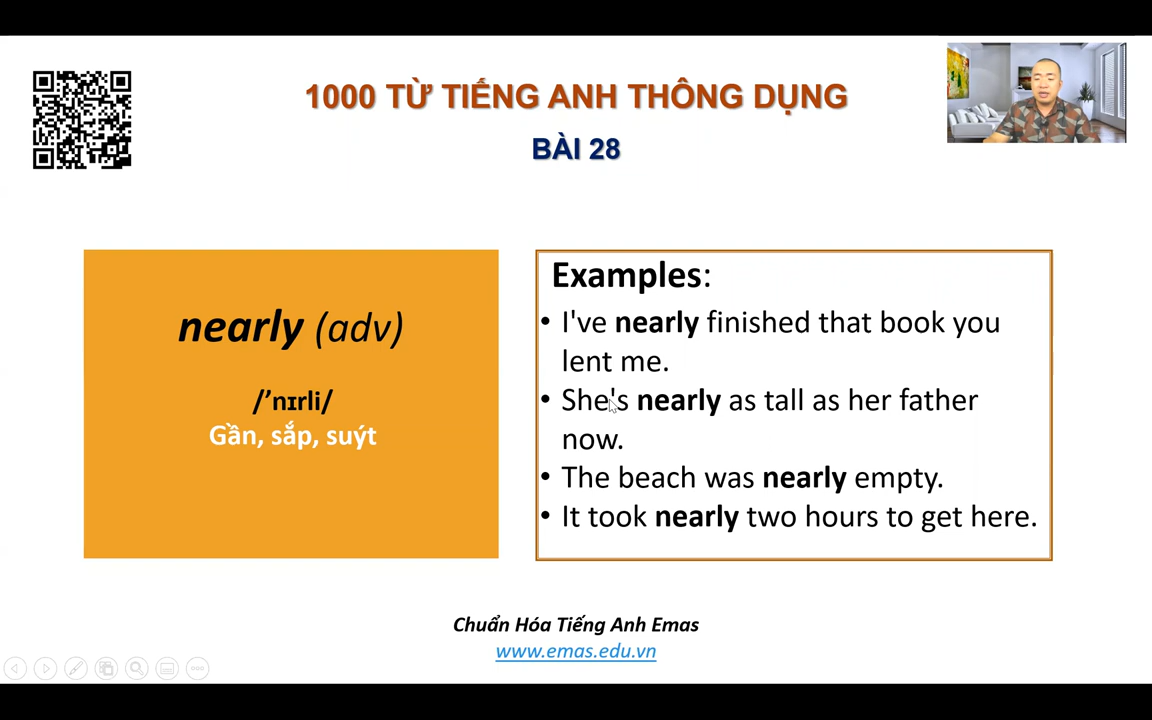 1000 TỪ TIẾNG ANH THÔNG DỤNG
BÀI 28
nearly (adv)
/’nɪrli/
Gần, sắp, suýt
Examples:
• I've nearly finished that book you
lent me.
• She's nearly as tall as her father
now.
• The beach was nearly empty.
• It took nearly two hours to get here.
Chuẩn Hóa Tiếng Anh Emas
www.emas.edu.vn